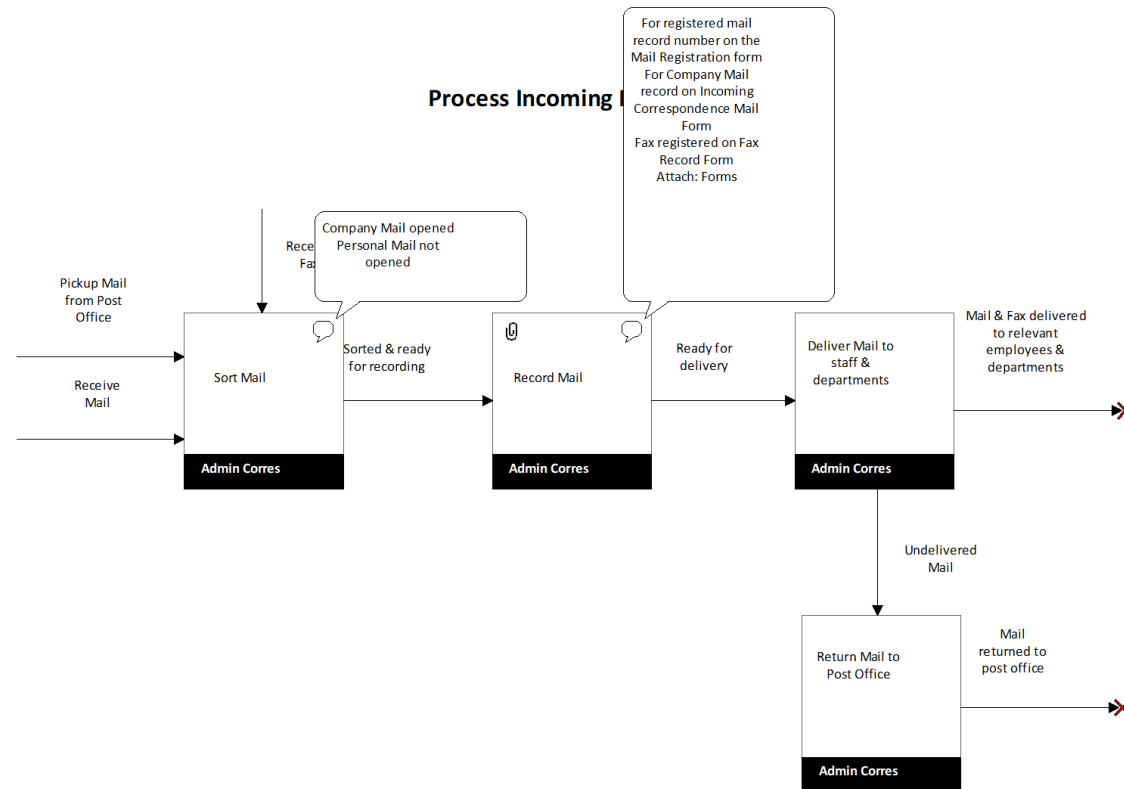 For registered mail
record number on the
Mail Registration form
For Company Mail
record on Incoming
Correspondence Mail
Form
Fax registered on Fax
Record Form
Attach: Forms
Process Incoming
Company Mail opened
Personal Mail not
opened
Pickup Mail
from Post
Office
Receive
Mail
Sort Mail
Admin Corres
Sorted & ready
for recording
Record Mail
Admin Corres
Ready for
delivery
Deliver Mail to
staff &
departments
Admin Corres
Mail & Fax delivered
to relevant
employees &
departments
Undelivered
Mail
Return Mail to
Post Office
Admin Corres
Mail
returned to
post office